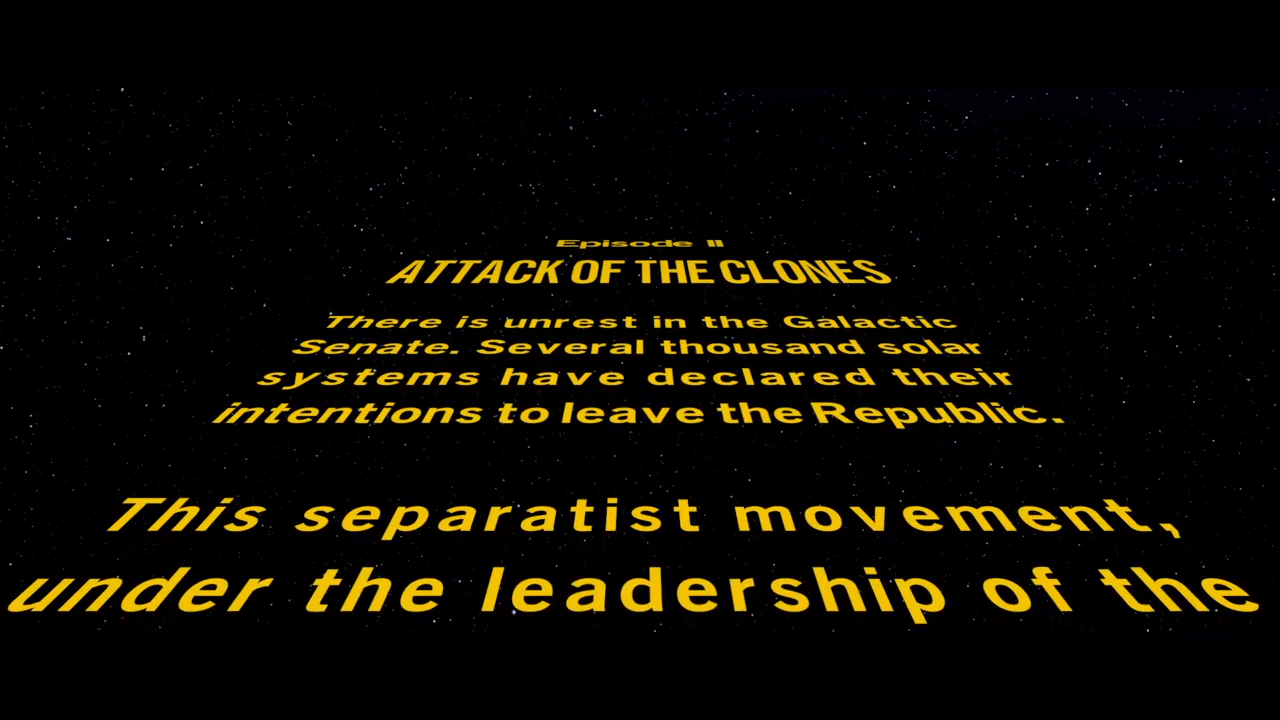 Episode II
ATTACK OF THE CLONES
There is unrest in the Galactic
Senate. Several thousand solar
systems have declared their
intentions to leave the Republic.
This separatist movement,
under the leadership of the